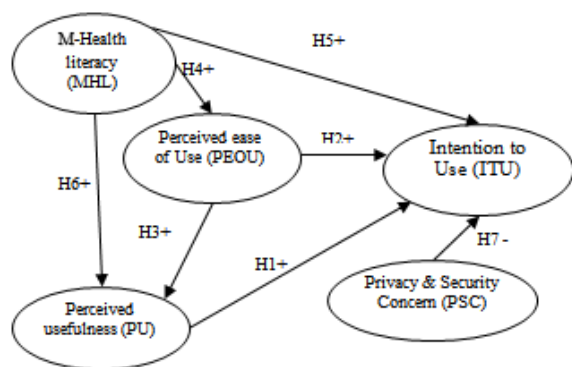 M-Health
literacy
(MHL)
H5+
H4+
Perceived ease
of Use (PEOU)
H2+
Intention to
Use (ITU)
H6+
H3+
H1+
H7 -
Privacy & Security
Concern (PSC)
Perceived
usefulness (PU)